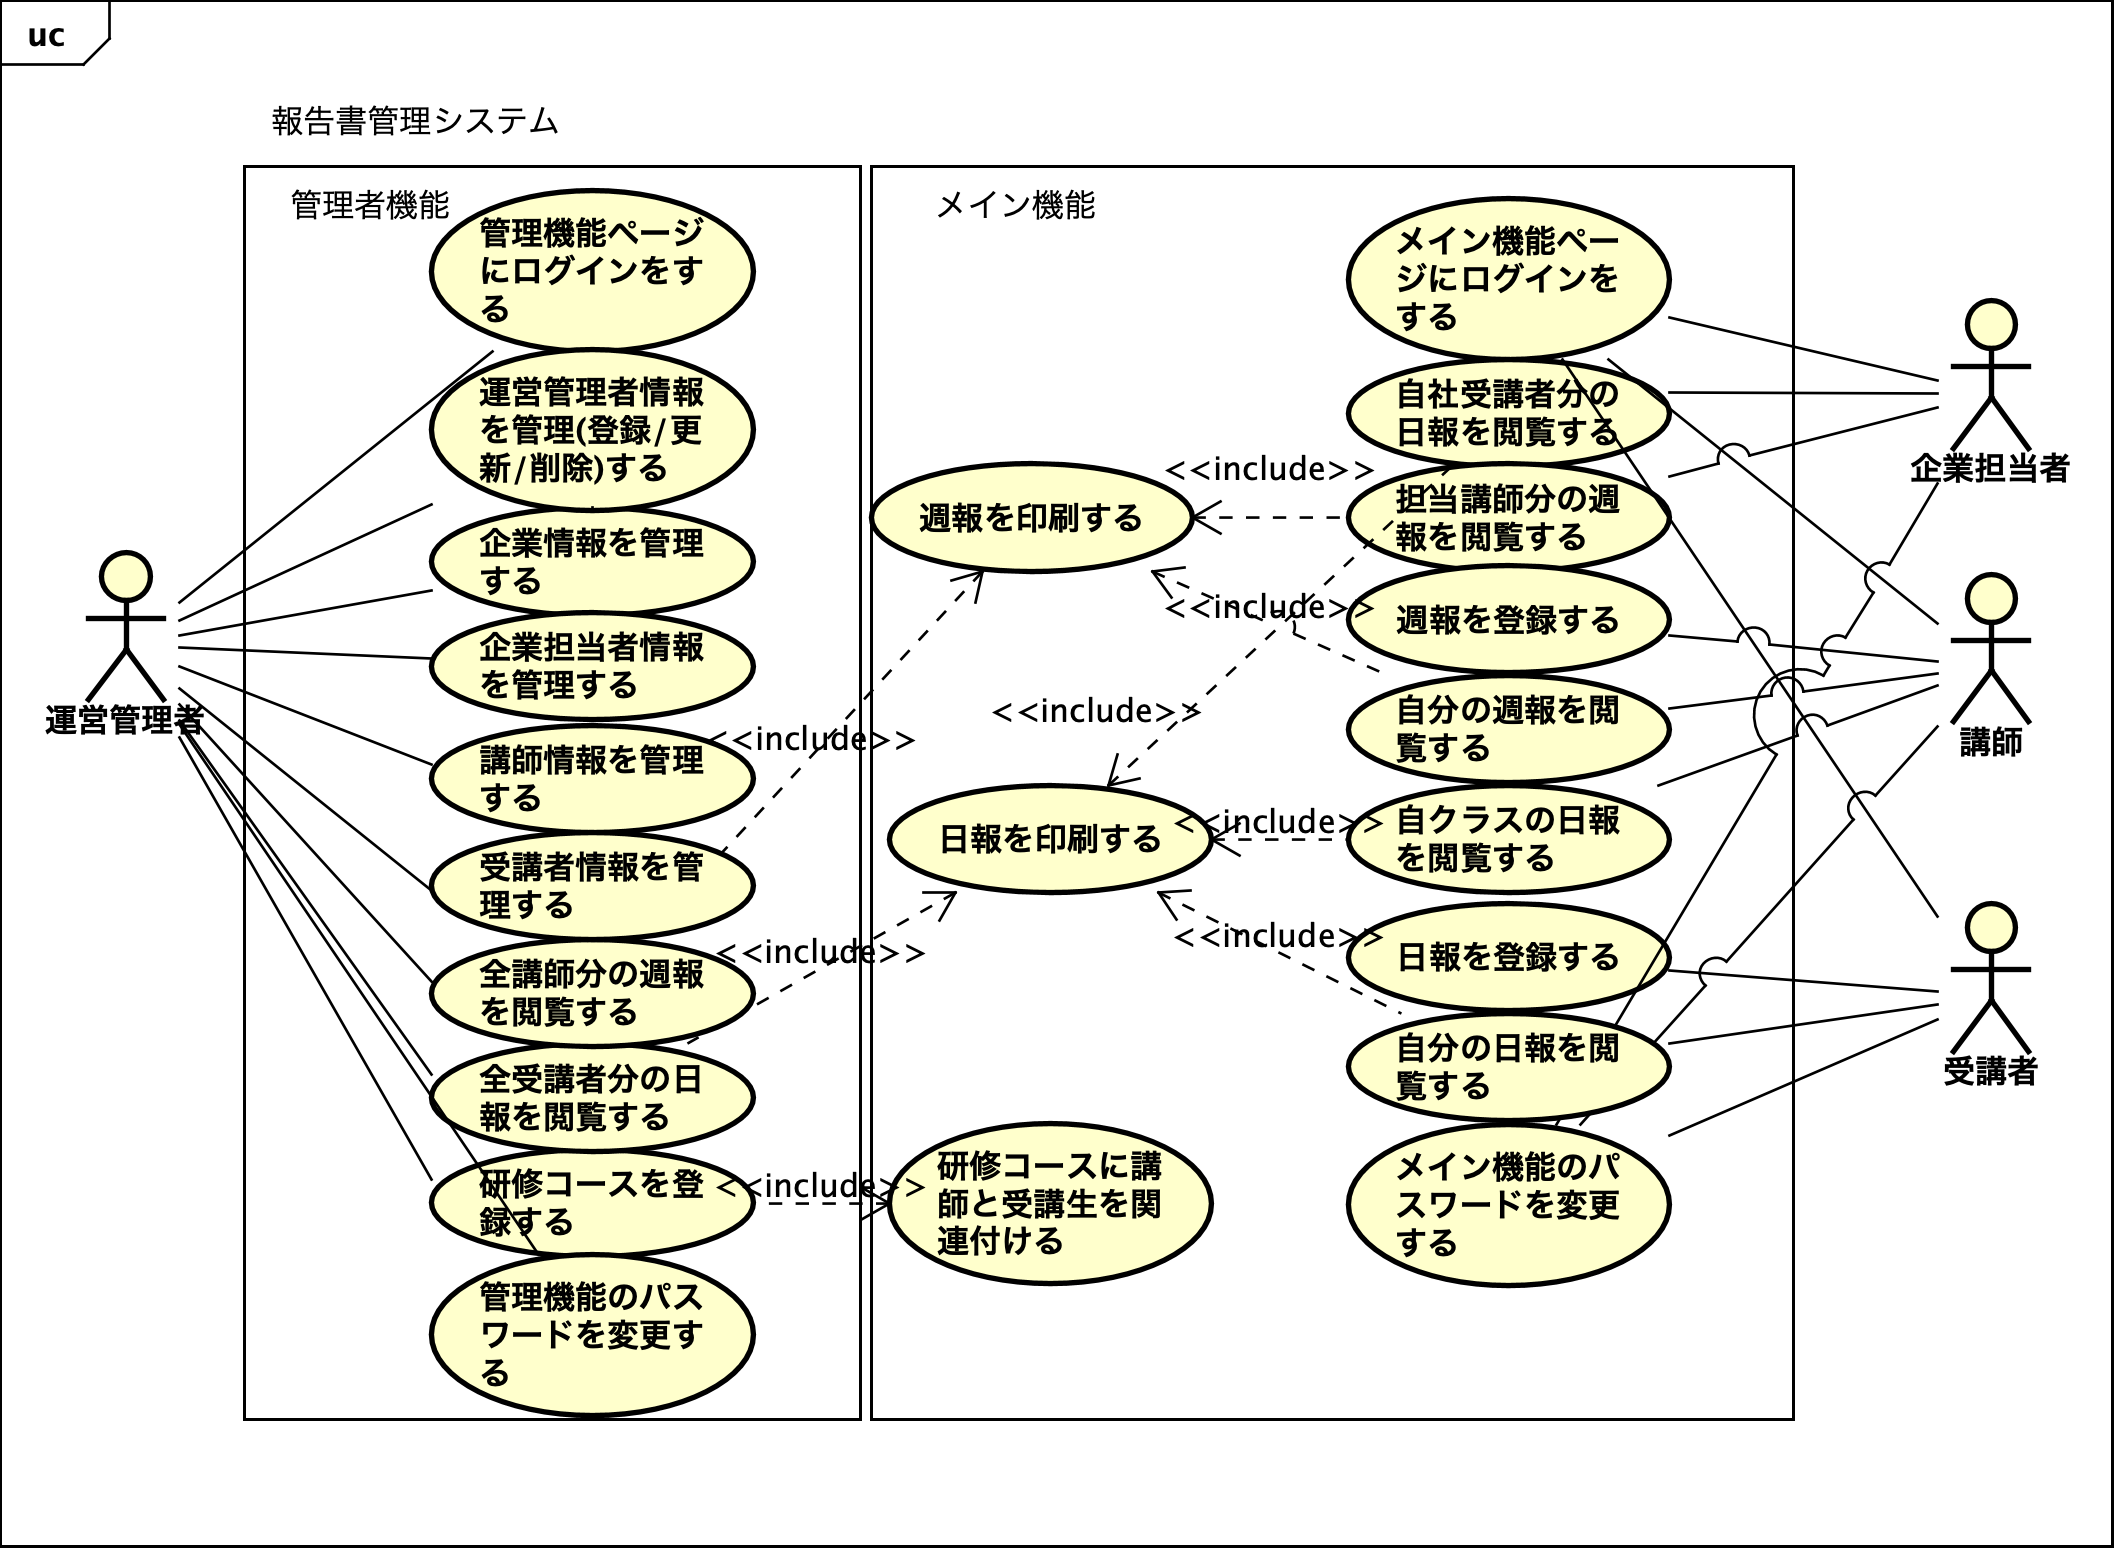 uc
報告書管理システム
管理者機能
管理機能ページ
にログインをす
る
運営管理者情報
を管理(登録/更
新/削除)する
企業情報を管理
する
企業担当者情報
を管理する
講師情報を管理
する
受講者情報を管
理する
全講師分の週報
を閲覧する
全受講者分の日
報を閲覧する
研修コースを登
録する
管理機能のパス
ワードを変更す
る
運営管理者
<<include>>
<<include>>
<<include>>
メイン機能
週報を印刷する
日報を印刷する
研修コースに講
師と受講生を関
連付ける
<<include>>
<<include>>
<<include>>
<<include>>
<<include>>
メイン機能ペー
ジにログインを
する
自社受講者分の
日報を閲覧する
担当講師分の週
報を閲覧する
週報を登録する
自分の週報を閲
覧する
自クラスの日報
を閲覧する
日報を登録する
自分の日報を閲
覧する
メイン機能のパ
スワードを変更
する
企業担当者
講師
受講者